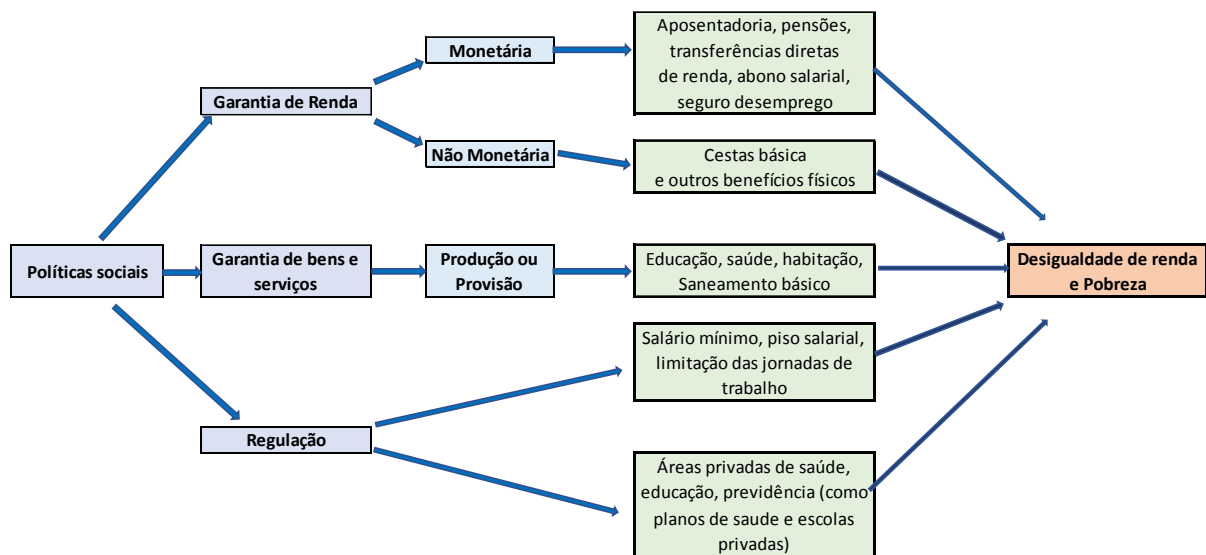 Políticas sociais
Garantia de Renda
Monetária
Aposentadoria, pensões,
transferências diretas
de renda, abono salarial,
seguro desemprego
Não Monetária
Cestas básica
e outros benefícios físicos
Garantia de bens e
serviços
Produção ou
Provisão
Educação, saúde, habitação,
Saneamento básico
Regulação
Salário mínimo, piso salarial,
limitação das jornadas de
trabalho
Áreas privadas de saúde,
educação, previdência (como
planos de saude e escolas
privadas)
Desigualdade de renda
e Pobreza